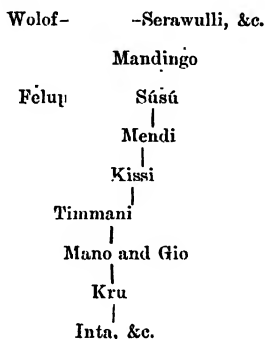 Wolof- -Serawulli, &c.
Mandingo
Felup Súsú
Mendi
Kissi
Timmani
Mano and Gio
Kru
Inta, &c.